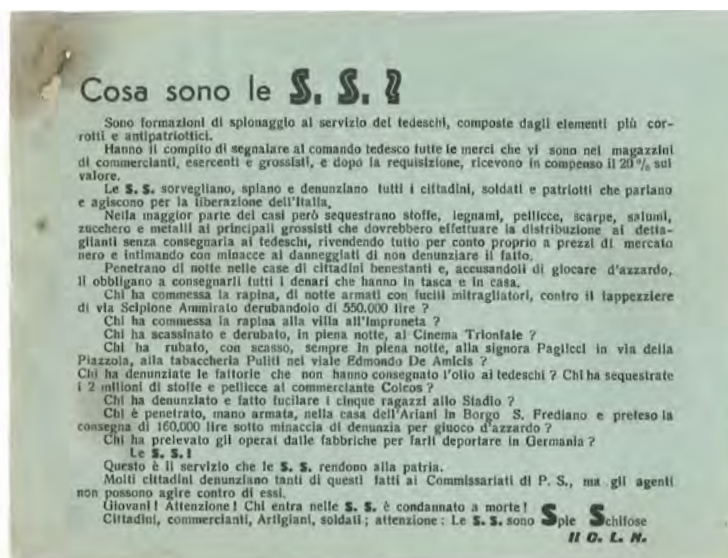 Cosa sono le S. S. ?
Sono formazioni di spionaggio al servizio dei tedeschi, composte dagli elementi più cor-
rotti e antipatriottici.
Hanno il compito di segnalare al comando tedesco tutte le merci che vi sono nei magazzini
di commercianti, esercenti e grossisti, e dopo la requisizione, ricevono in compenso il 20 % sul
valore.
Le S. S. sorvegliano, spiano e denunziano tutti i cittadini, soldati e patriotti che parlano
e agiscono per la liberazione dell'Italia.
Nella maggior parte dei casi però sequestrano stoffe, legnami, pellicce, scarpe, salumi,
zucchero e metalli ai principali grossisti che dovrebbero effettuare la distribuzione ai detta-
glianti senza consegnarla ai tedeschi, rivendendo tutto per conto proprio a prezzi di mercato
nero e intimando con minacce ai danneggiati di non denunziare il fatto.
Penetrano di notte nelle case di cittadini benestanti e, accusandoli di giocare d'azzardo,
li obbligano a consegnarli tutti i denari che hanno in tasca e in casa.
Chi ha commessa la rapina, di notte armati con fucili mitragliatori, contro il tappezziere
di via Scipione Ammirato derubandolo di 550.000 lire ?
Chi ha commessa la rapina alla villa all'Impruneta ?
Chi ha scassinato e derubato, in piena notte, al Cinema Trionfale ?
Chi ha rubato, con scasso, sempre in piena notte, alla signora Paglicci in via della
Piazzola, alla tabaccheria Puliti nel viale Edmondo De Amicis ?
Chi ha denunziate le fattorie che non hanno consegnato l'olio ai tedeschi ? Chi ha sequestrate
i 2 milioni di stoffe e pellicce al commerciante Colcos ?
Chi ha denunziato e fatto fucilare i cinque ragazzi allo Stadio ?
Chi è penetrato, mano armata, nella casa dell'Ariani in Borgo S. Frediano e preteso la
consegna di 160,000 lire sotto minaccia di denunzia per giuoco d'azzardo ?
Chi ha prelevato gli operai dalle fabbriche per farli deportare in Germania ?
Le S. S. !
Questo è il servizio che le S. S. rendono alla patria.
Molti cittadini denunziano tanti di questi fatti ai Commissariati di P. S., ma gli agenti
non possono agire contro di essi.
Giovani! Attenzione! Chi entra nelle S. S. è condannato a morte!
Cittadini, commercianti, Artigiani, soldati ; attenzione : Le S. S. sono Spie Schifose
Il C. L. N.